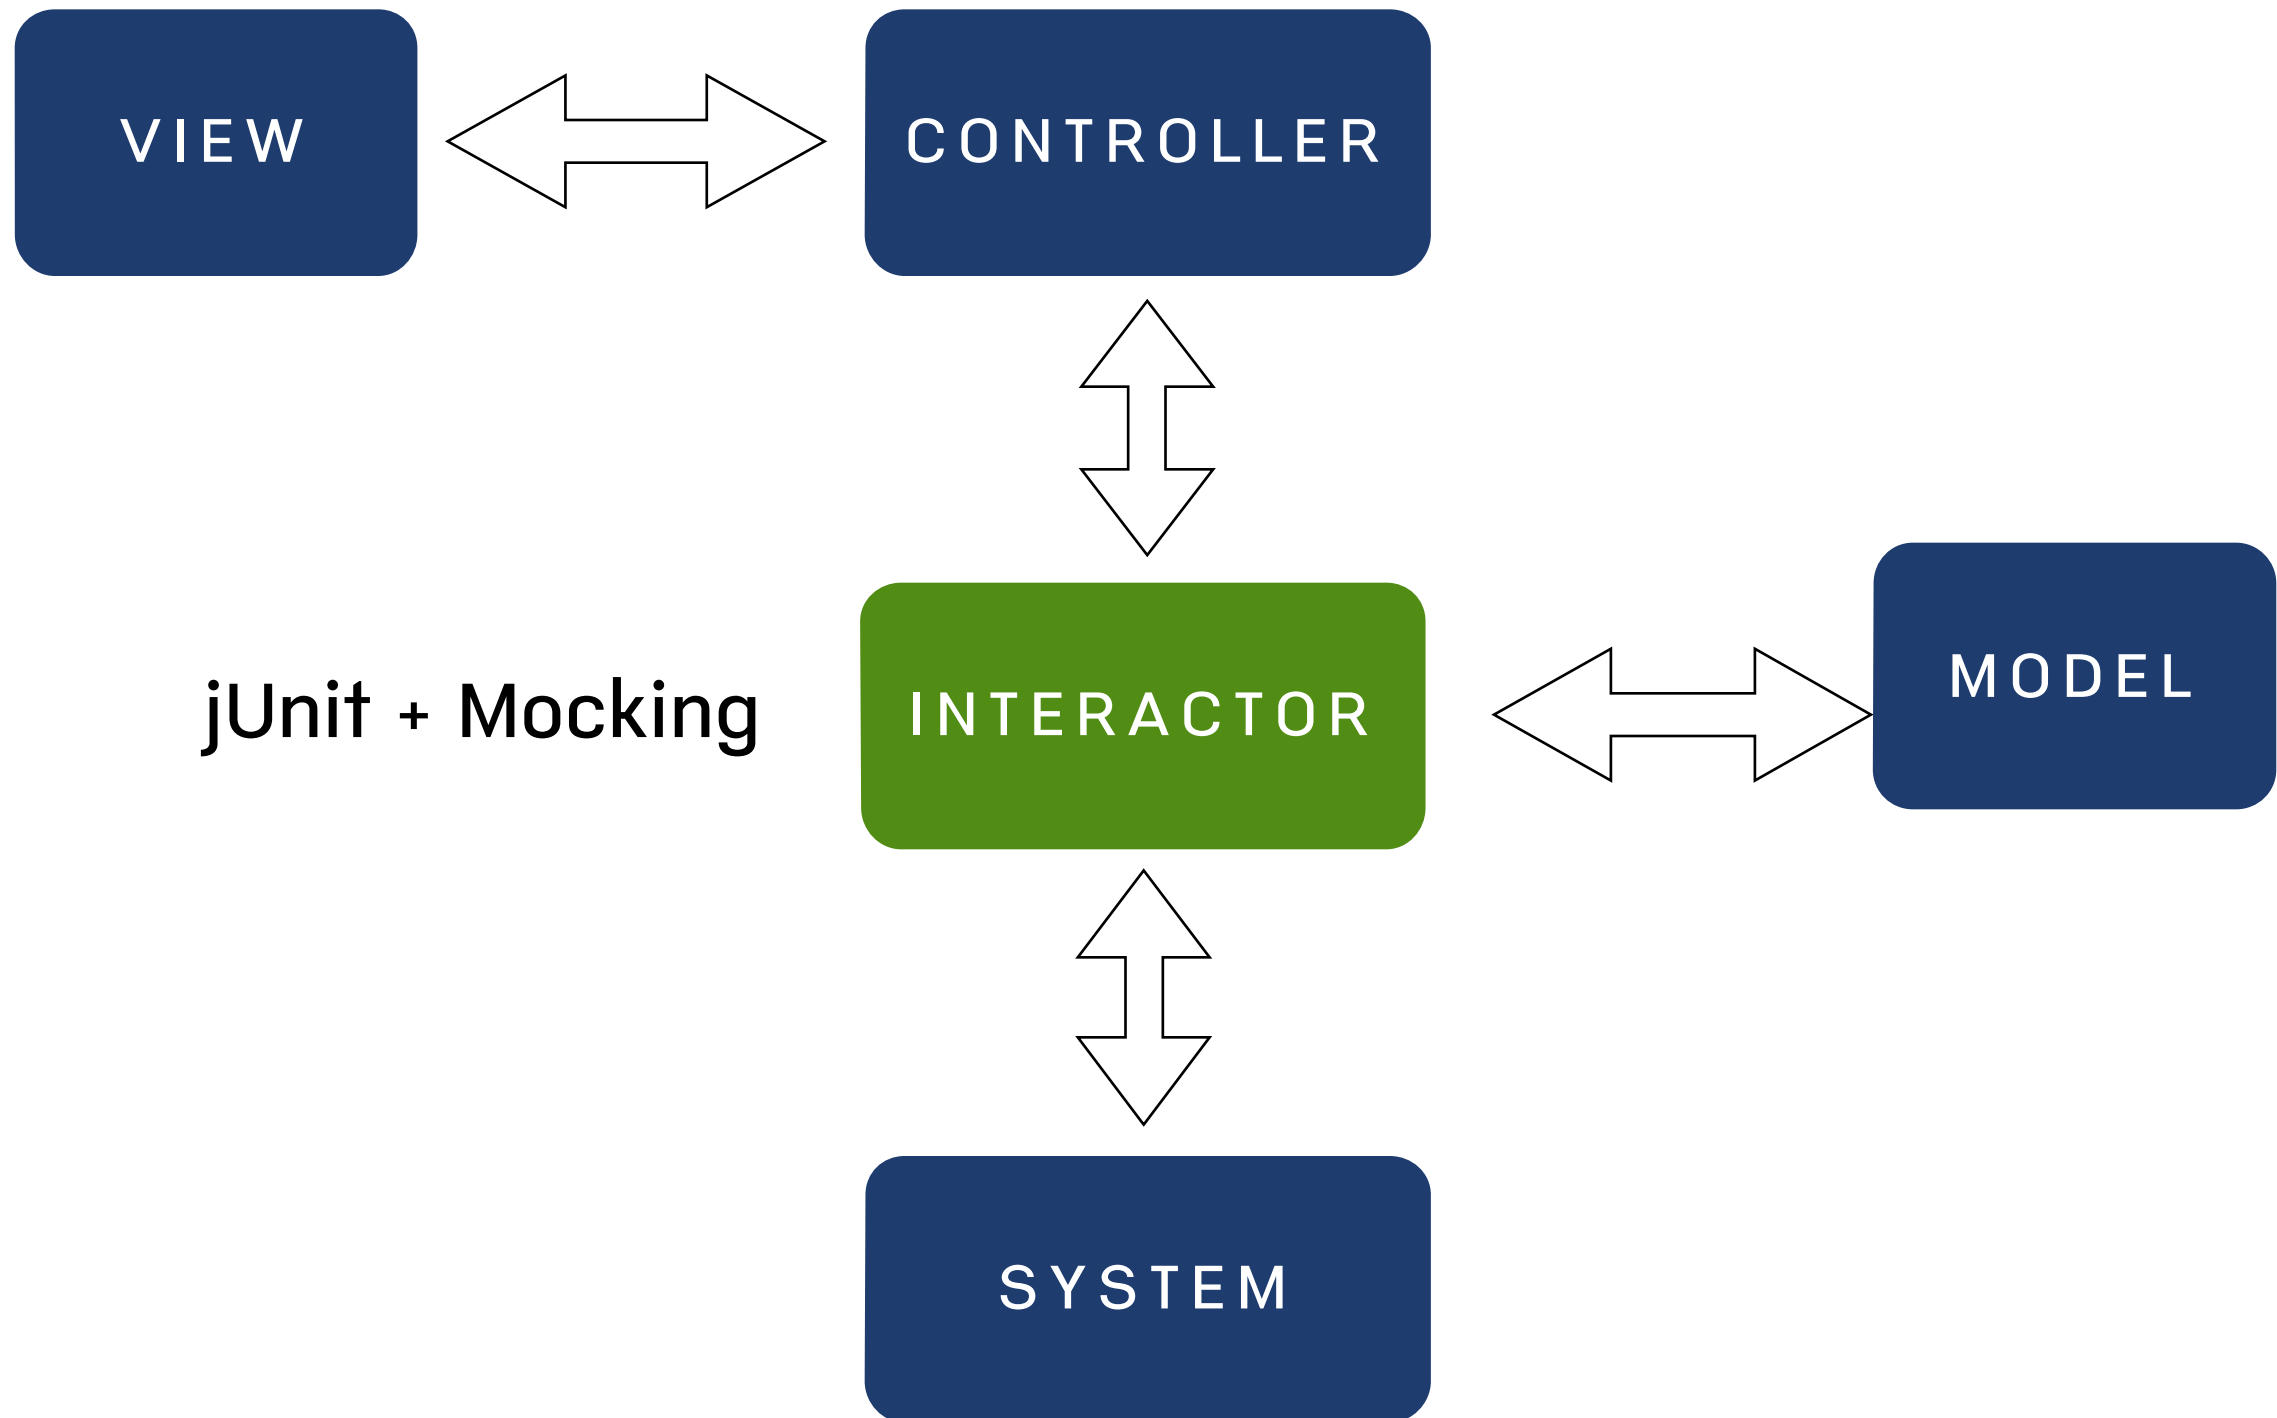 VIEW
CONTROLLER
jUnit + Mocking
INTERACTOR
MODEL
SYSTEM